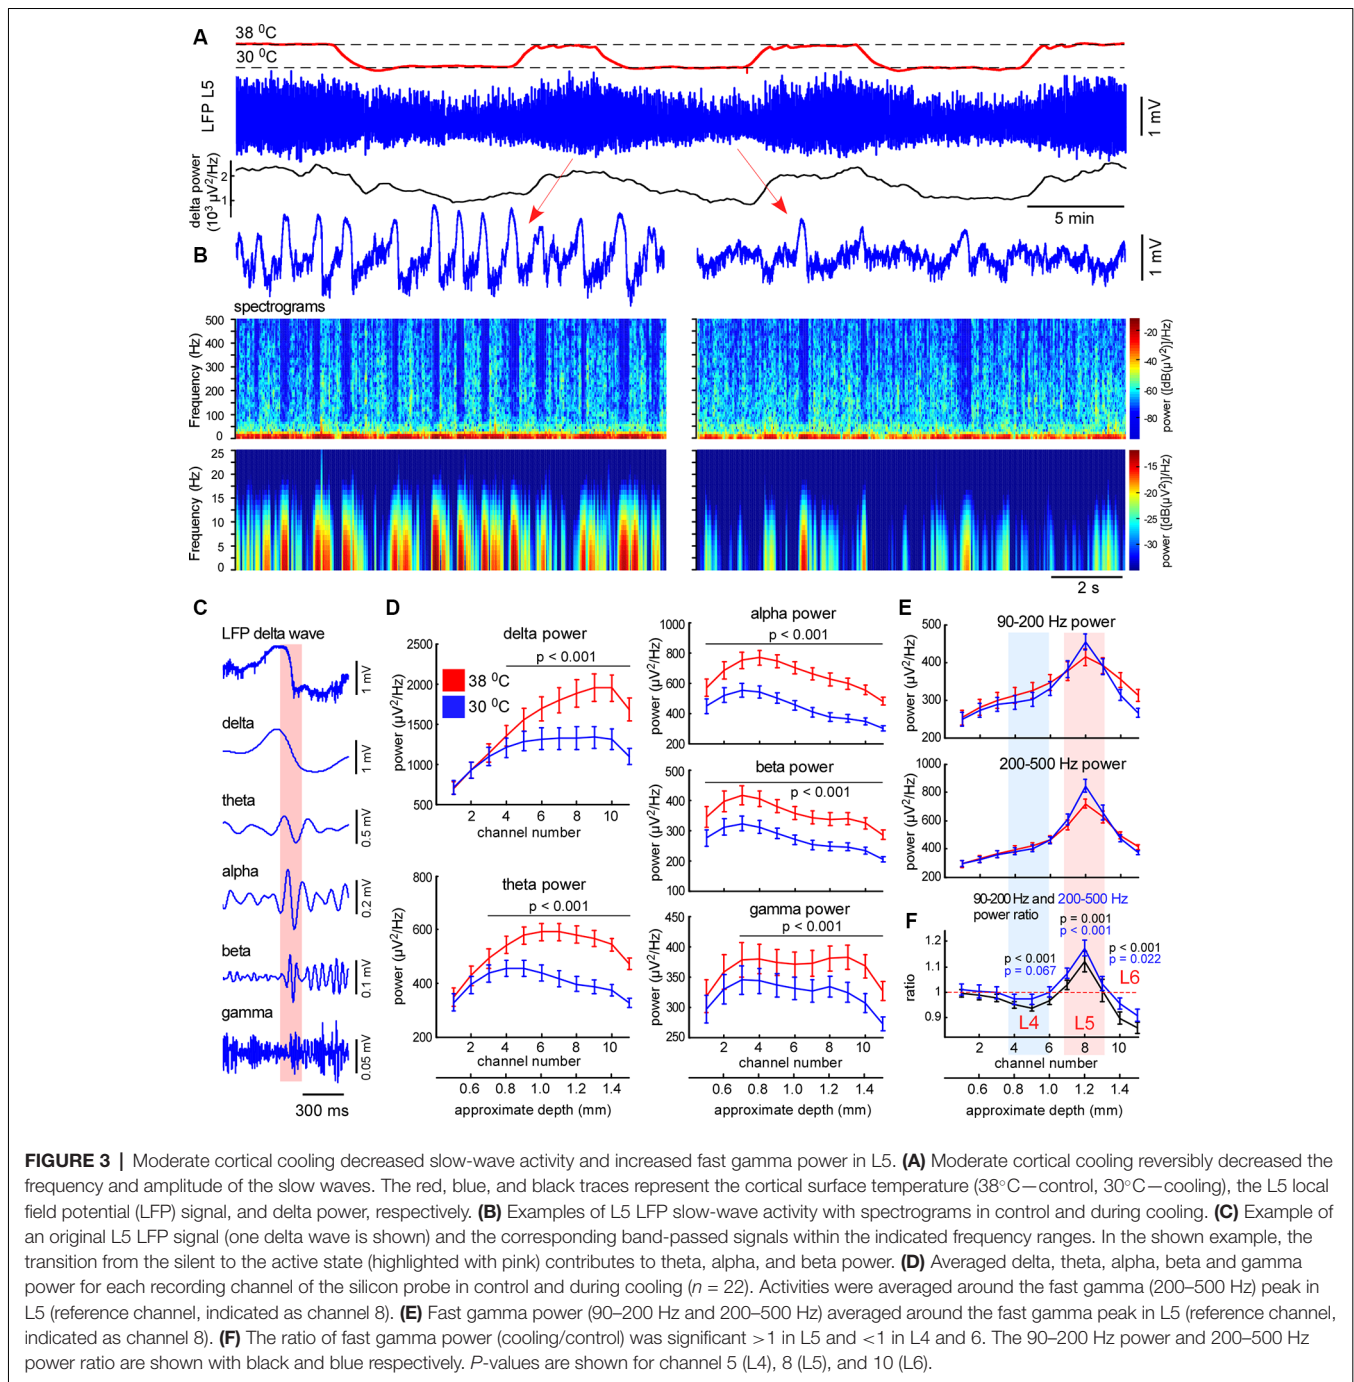 A
38 ⁰C
30 ⁰C
LFP L5
1 mV
delta power
(10³ µV²/Hz)
2
1
5 min
B
1 mV
spectrograms
Frequency (Hz)
500
400
300
200
100
0
-20
-40
-60
-80
power ([dB(µV²)]/Hz)
Frequency (Hz)
25
20
15
10
5
0
-15
-20
-25
-30
power ([dB(µV²)]/Hz)
2 s
C
LFP delta wave
1 mV
delta
1 mV
theta
0.5 mV
alpha
0.2 mV
beta
0.1 mV
gamma
0.05 mV
300 ms
D
delta power
p < 0.001
38 ⁰C
30 ⁰C
power (µV²/Hz)
2500
2000
1500
1000
500
2 4 6 8 10
channel number
theta power
p < 0.001
power (µV²/Hz)
800
600
400
200
2 4 6 8 10
channel number
0.6 0.8 1.0 1.2 1.4
approximate depth (mm)
alpha power
p < 0.001
power (µV²/Hz)
1000
800
600
400
200
beta power
p < 0.001
power (µV²/Hz)
500
400
300
200
100
gamma power
p < 0.001
power (µV²/Hz)
450
400
350
300
250
2 4 6 8 10
channel number
0.6 0.8 1.0 1.2 1.4
approximate depth (mm)
E
90-200 Hz power
power (µV²/Hz)
500
400
300
200
200-500 Hz power
power (µV²/Hz)
1000
800
600
400
200
F
90-200 Hz and 200-500 Hz
power ratio
p = 0.001
p < 0.001
p < 0.001
p = 0.067
p < 0.001
p = 0.022
ratio
1.2
1.1
1
0.9
L4
L5
L6
2 4 6 8 10
channel number
0.6 0.8 1.0 1.2 1.4
approximate depth (mm)
FIGURE 3 | Moderate cortical cooling decreased slow-wave activity and increased fast gamma power in L5. (A) Moderate cortical cooling reversibly decreased the
frequency and amplitude of the slow waves. The red, blue, and black traces represent the cortical surface temperature (38°C—control, 30°C—cooling), the L5 local
field potential (LFP) signal, and delta power, respectively. (B) Examples of L5 LFP slow-wave activity with spectrograms in control and during cooling. (C) Example of
an original L5 LFP signal (one delta wave is shown) and the corresponding band-passed signals within the indicated frequency ranges. In the shown example, the
transition from the silent to the active state (highlighted with pink) contributes to theta, alpha, and beta power. (D) Averaged delta, theta, alpha, beta and gamma
power for each recording channel of the silicon probe in control and during cooling (n = 22). Activities were averaged around the fast gamma (200–500 Hz) peak in
L5 (reference channel, indicated as channel 8). (E) Fast gamma power (90–200 Hz and 200–500 Hz) averaged around the fast gamma peak in L5 (reference channel,
indicated as channel 8). (F) The ratio of fast gamma power (cooling/control) was significant >1 in L5 and <1 in L4 and 6. The 90–200 Hz power and 200–500 Hz
power ratio are shown with black and blue respectively. P-values are shown for channel 5 (L4), 8 (L5), and 10 (L6).